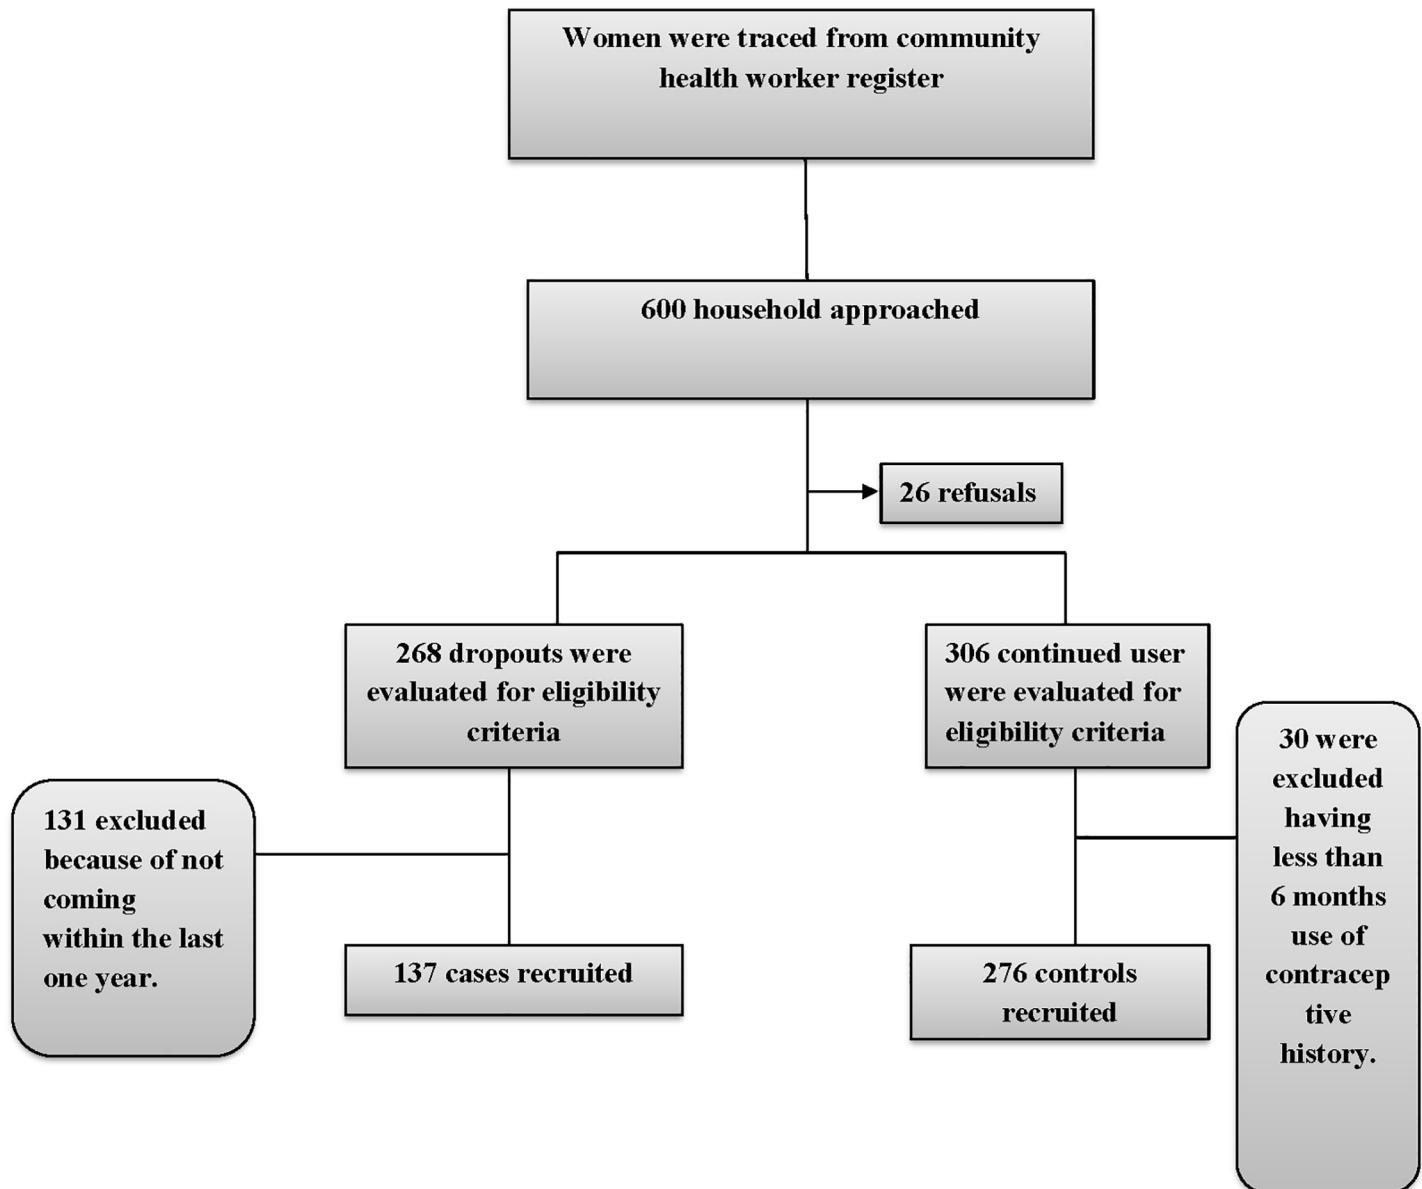 Women were traced from community
health worker register
600 household approached
26 refusals
268 dropouts were
evaluated for eligibility
criteria
306 continued user
were evaluated for
eligibility criteria
131 excluded
because of not
coming
within the last
one year.
30 were
excluded
having
less than
6 months
use of
contracep
tive
history.
137 cases recruited
276 controls
recruited